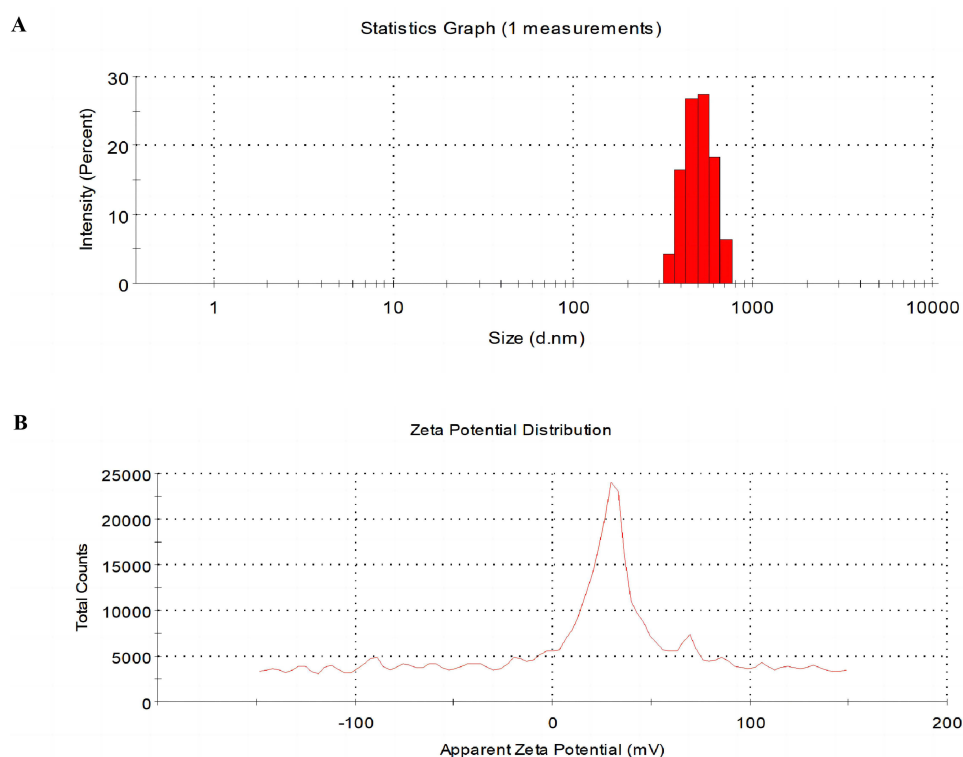 A
Statistics Graph (1 measurements)
30
20
10
0
Intensity (Percent)
1 10 100 1000 10000
Size (d.nm)
B
Zeta Potential Distribution
25000
20000
15000
10000
5000
0
Total Counts
-100 0 100 200
Apparent Zeta Potential (mV)